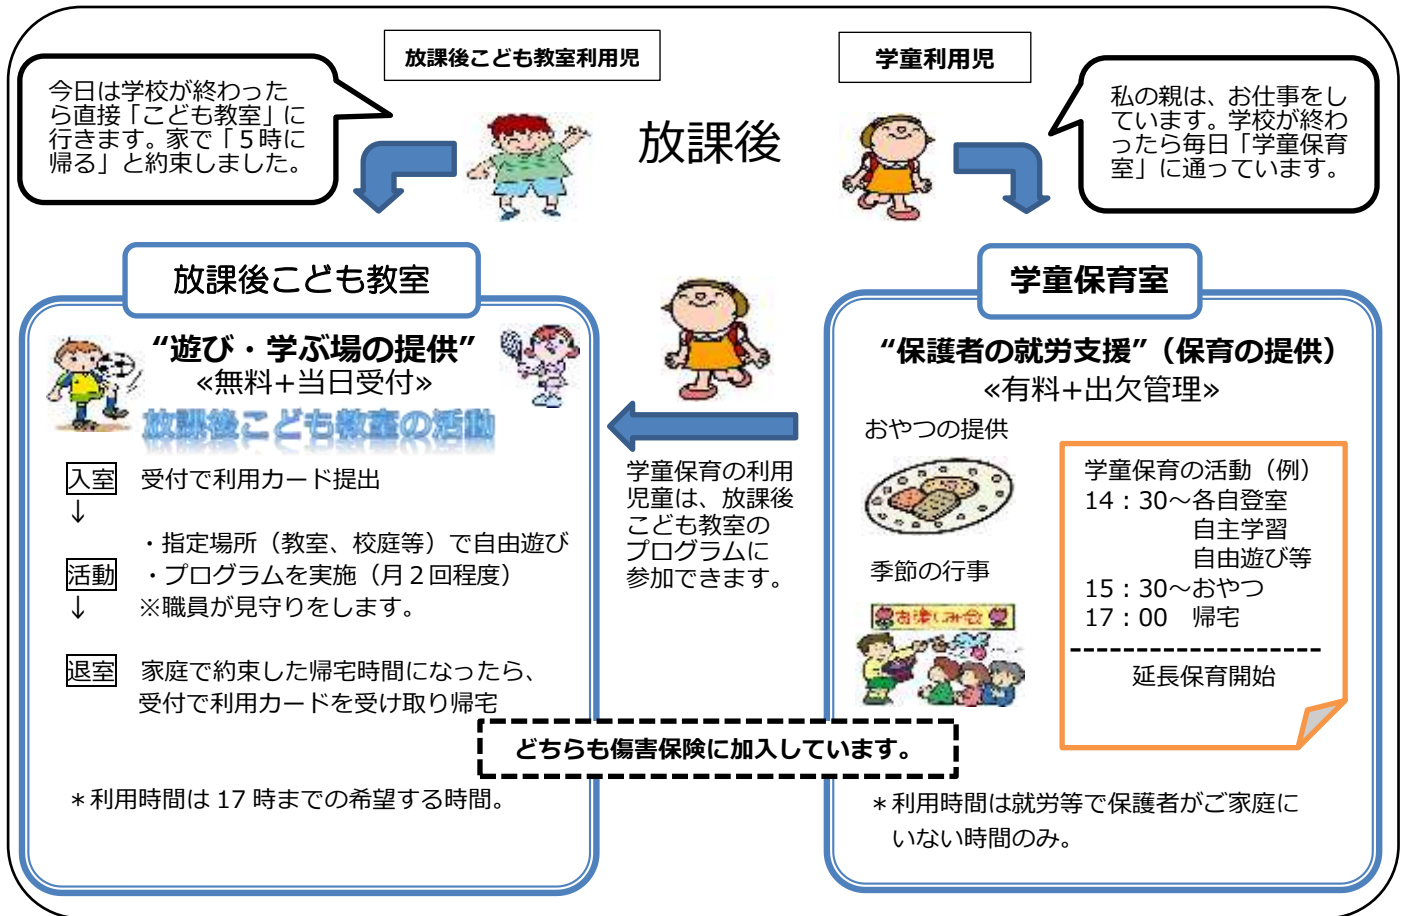 放課後こども教室利用児
学童利用児
今日は学校が終わった
ら直接「こども教室」に
行きます。家で「５時に
帰る」と約束しました。
放課後
私の親は、お仕事をし
ています。学校が終わ
ったら毎日「学童保育
室」に通っています。
放課後こども教室
“遊び・学ぶ場の提供”
≪無料+当日受付≫
放課後こども教室の活動
入室 受付で利用カード提出
↓
・指定場所（教室、校庭等）で自由遊び
活動 ・プログラムを実施（月２回程度）
↓ ※職員が見守りをします。
退室 家庭で約束した帰宅時間になったら、
受付で利用カードを受け取り帰宅
＊利用時間は 17 時までの希望する時間。
学童保育の利用
児童は、放課後
こども教室の
プログラムに
参加できます。
学童保育室
“保護者の就労支援”（保育の提供）
≪有料+出欠管理≫
おやつの提供
季節の行事
お楽しみ会
学童保育の活動（例）
14：30～各自登室
自主学習
自由遊び等
15：30～おやつ
17：00 帰宅
延長保育開始
どちらも傷害保険に加入しています。
＊利用時間は就労等で保護者がご家庭に
いない時間のみ。